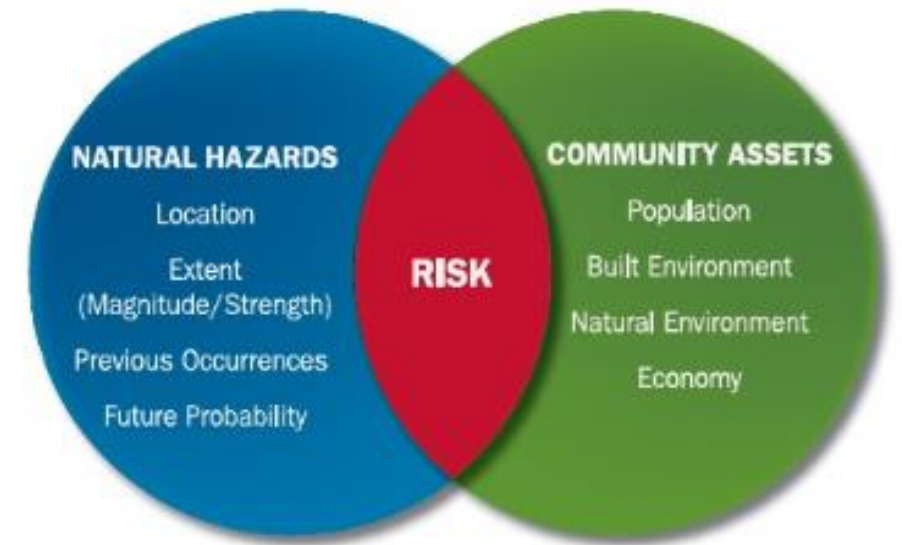 NATURAL HAZARDS
Location
Extent
(Magnitude/Strength)
Previous Occurrences
Future Probability
RISK
COMMUNITY ASSETS
Population
Built Environment
Natural Environment
Economy